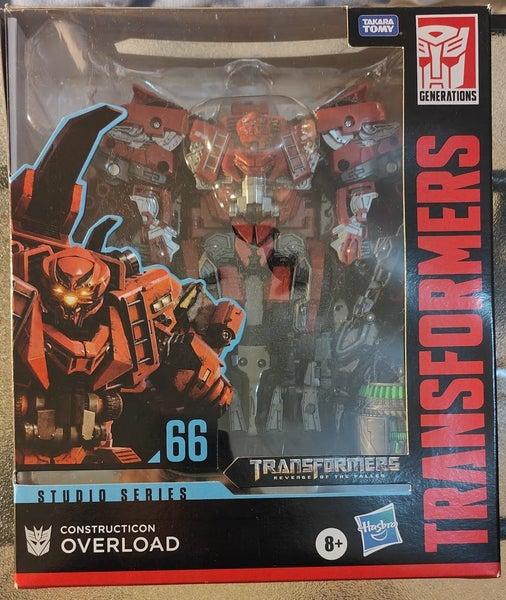 TAKARA
TOMY
TRANSFORMERS
GENERATIONS
66
TRANSFORMERS
REVENGE OF THE FALLEN
STUDIO SERIES
CONSTRUCTICON
OVERLOAD
8+
Hasbro